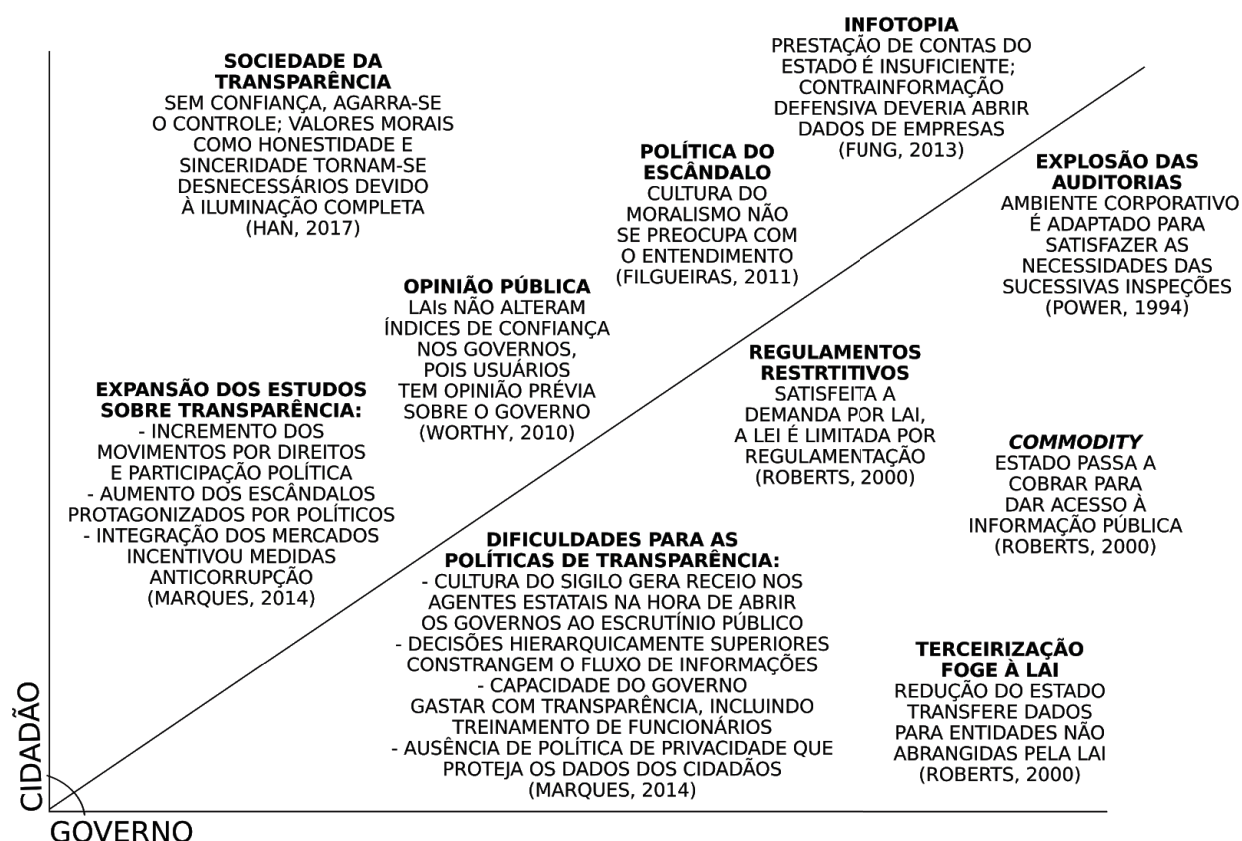 INFOTOPIA
PRESTAÇÃO DE CONTAS DO
ESTADO É INSUFICIENTE;
CONTRAINFORMAÇÃO
DEFENSIVA DEVERIA ABRIR
DADOS DE EMPRESAS
(FUNG, 2013)
SOCIEDADE DA
TRANSPARÊNCIA
SEM CONFIANÇA, AGARRA-SE
O CONTROLE; VALORES MORAIS
COMO HONESTIDADE E
SINCERIDADE TORNAM-SE
DESNECESSÁRIOS DEVIDO
À ILUMINAÇÃO COMPLETA
(HAN, 2017)
POLÍTICA DO
ESCÂNDALO
CULTURA DO
MORALISMO NÃO
SE PREOCUPA COM
O ENTENDIMENTO
(FILGUEIRAS, 2011)
EXPLOSÃO DAS
AUDITORIAS
AMBIENTE CORPORATIVO
É ADAPTADO PARA
SATISFAZER AS
NECESSIDADES DAS
SUCESSIVAS INSPEÇÕES
(POWER, 1994)
OPINIÃO PÚBLICA
LAIs NÃO ALTERAM
ÍNDICES DE CONFIANÇA
NOS GOVERNOS,
POIS USUÁRIOS
TEM OPINIÃO PRÉVIA
SOBRE O GOVERNO
(WORTHY, 2010)
REGULAMENTOS
RESTRTITIVOS
SATISFEITA A
DEMANDA POR LAI,
A LEI É LIMITADA POR
REGULAMENTAÇÃO
(ROBERTS, 2000)
EXPANSÃO DOS ESTUDOS
SOBRE TRANSPARÊNCIA:
- INCREMENTO DOS
MOVIMENTOS POR DIREITOS
E PARTICIPAÇÃO POLÍTICA
- AUMENTO DOS ESCÂNDALOS
PROTAGONIZADOS POR POLÍTICOS
- INTEGRAÇÃO DOS MERCADOS
INCENTIVOU MEDIDAS
ANTICORRUPÇÃO
(MARQUES, 2014)
COMMODITY
ESTADO PASSA A
COBRAR PARA
DAR ACESSO À
INFORMAÇÃO PÚBLICA
(ROBERTS, 2000)
DIFICULDADES PARA AS
POLÍTICAS DE TRANSPARÊNCIA:
- CULTURA DO SIGILO GERA RECEIO NOS
AGENTES ESTATAIS NA HORA DE ABRIR
OS GOVERNOS AO ESCRUTÍNIO PÚBLICO
- DECISÕES HIERARQUICAMENTE SUPERIORES
CONSTRANGEM O FLUXO DE INFORMAÇÕES
- CAPACIDADE DO GOVERNO
GASTAR COM TRANSPARÊNCIA, INCLUINDO
TREINAMENTO DE FUNCIONÁRIOS
- AUSÊNCIA DE POLÍTICA DE PRIVACIDADE QUE
PROTEJA OS DADOS DOS CIDADÃOS
(MARQUES, 2014)
TERCEIRIZAÇÃO
FOGE À LAI
REDUÇÃO DO ESTADO
TRANSFERE DADOS
PARA ENTIDADES NÃO
ABRANGIDAS PELA LAI
(ROBERTS, 2000)
CIDADÃO
GOVERNO